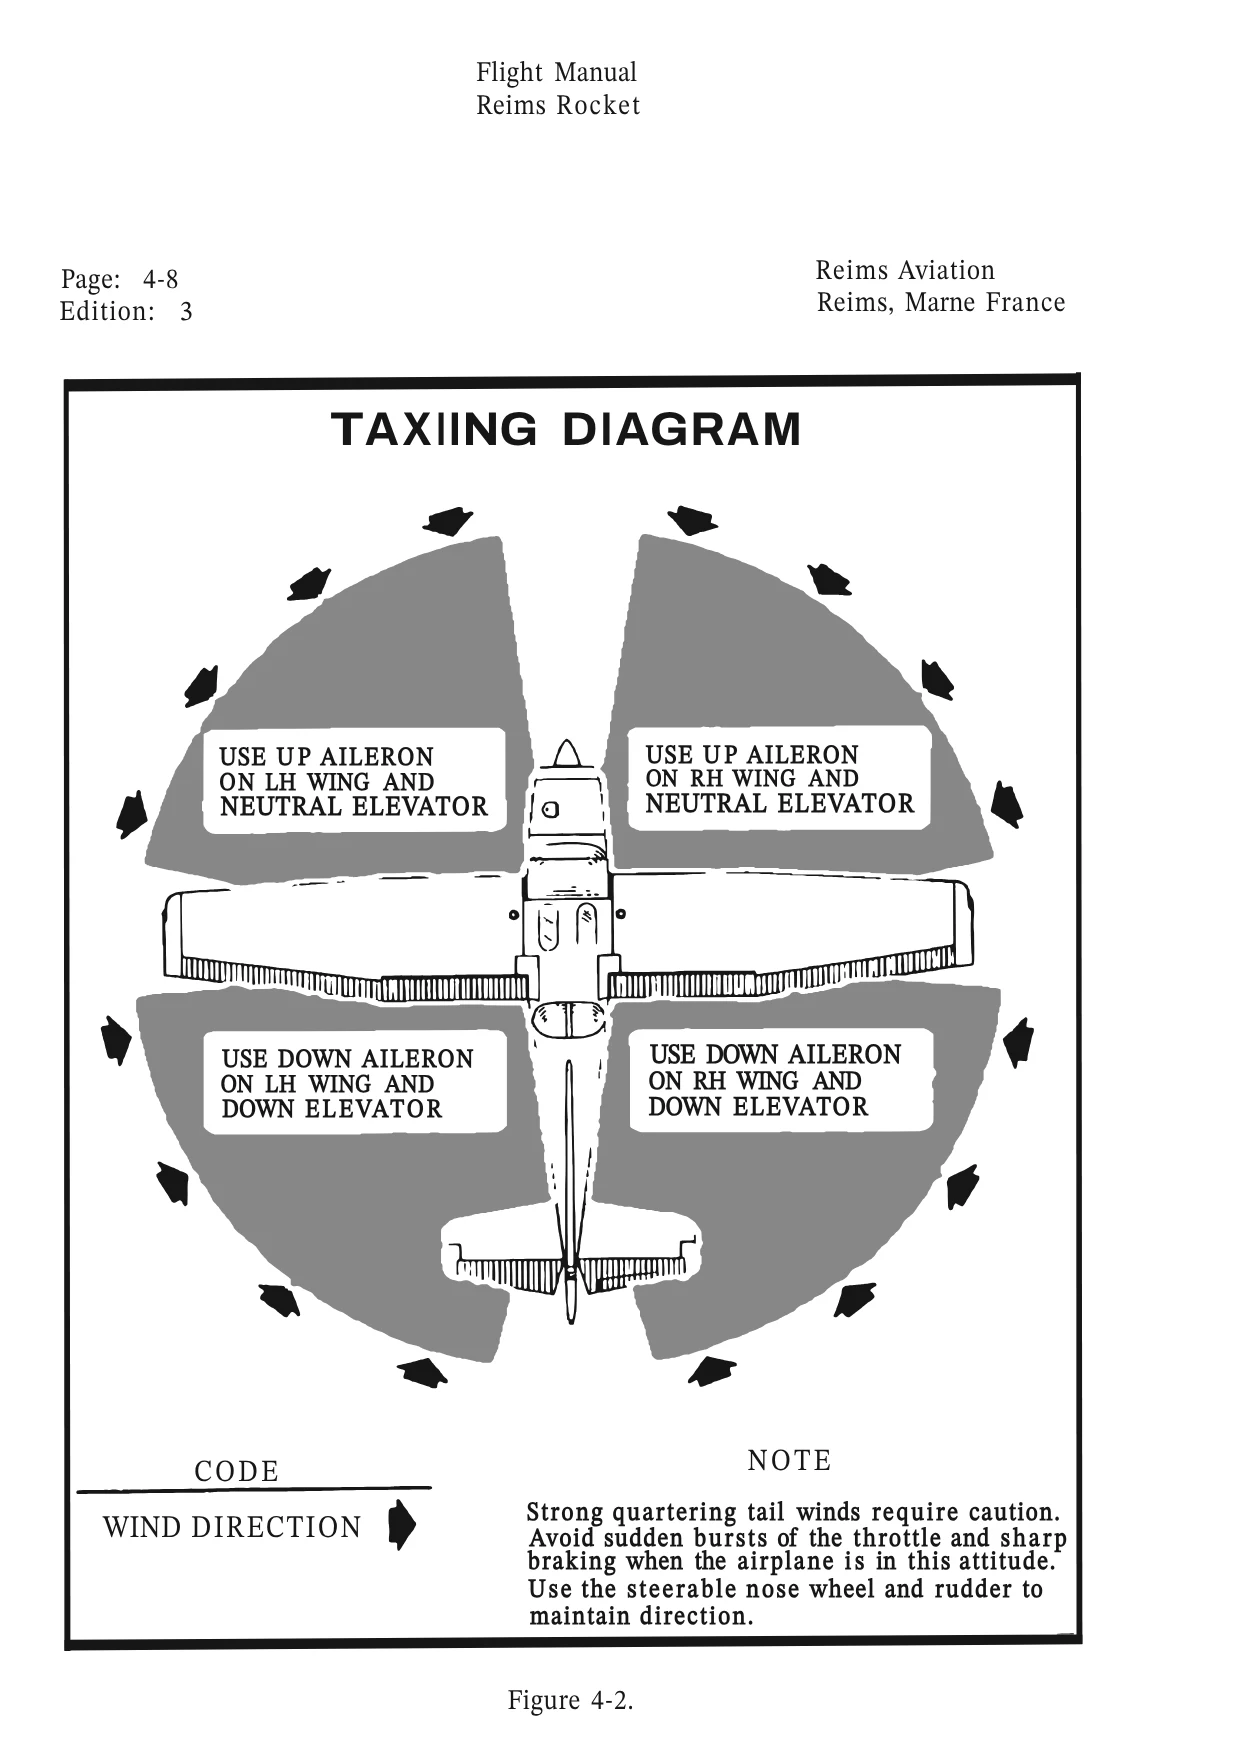 Flight Manual
Reims Rocket
Page: 4-8
Edition: 3
Reims Aviation
Reims, Marne France
TAXIING DIAGRAM
USE UP AILERON
ON LH WING AND
NEUTRAL ELEVATOR
USE UP AILERON
ON RH WING AND
NEUTRAL ELEVATOR
USE DOWN AILERON
ON LH WING AND
DOWN ELEVATOR
USE DOWN AILERON
ON RH WING AND
DOWN ELEVATOR
CODE
WIND DIRECTION
NOTE
Strong quartering tail winds require caution.
Avoid sudden bursts of the throttle and sharp
braking when the airplane is in this attitude.
Use the steerable nose wheel and rudder to
maintain direction.
Figure 4-2.